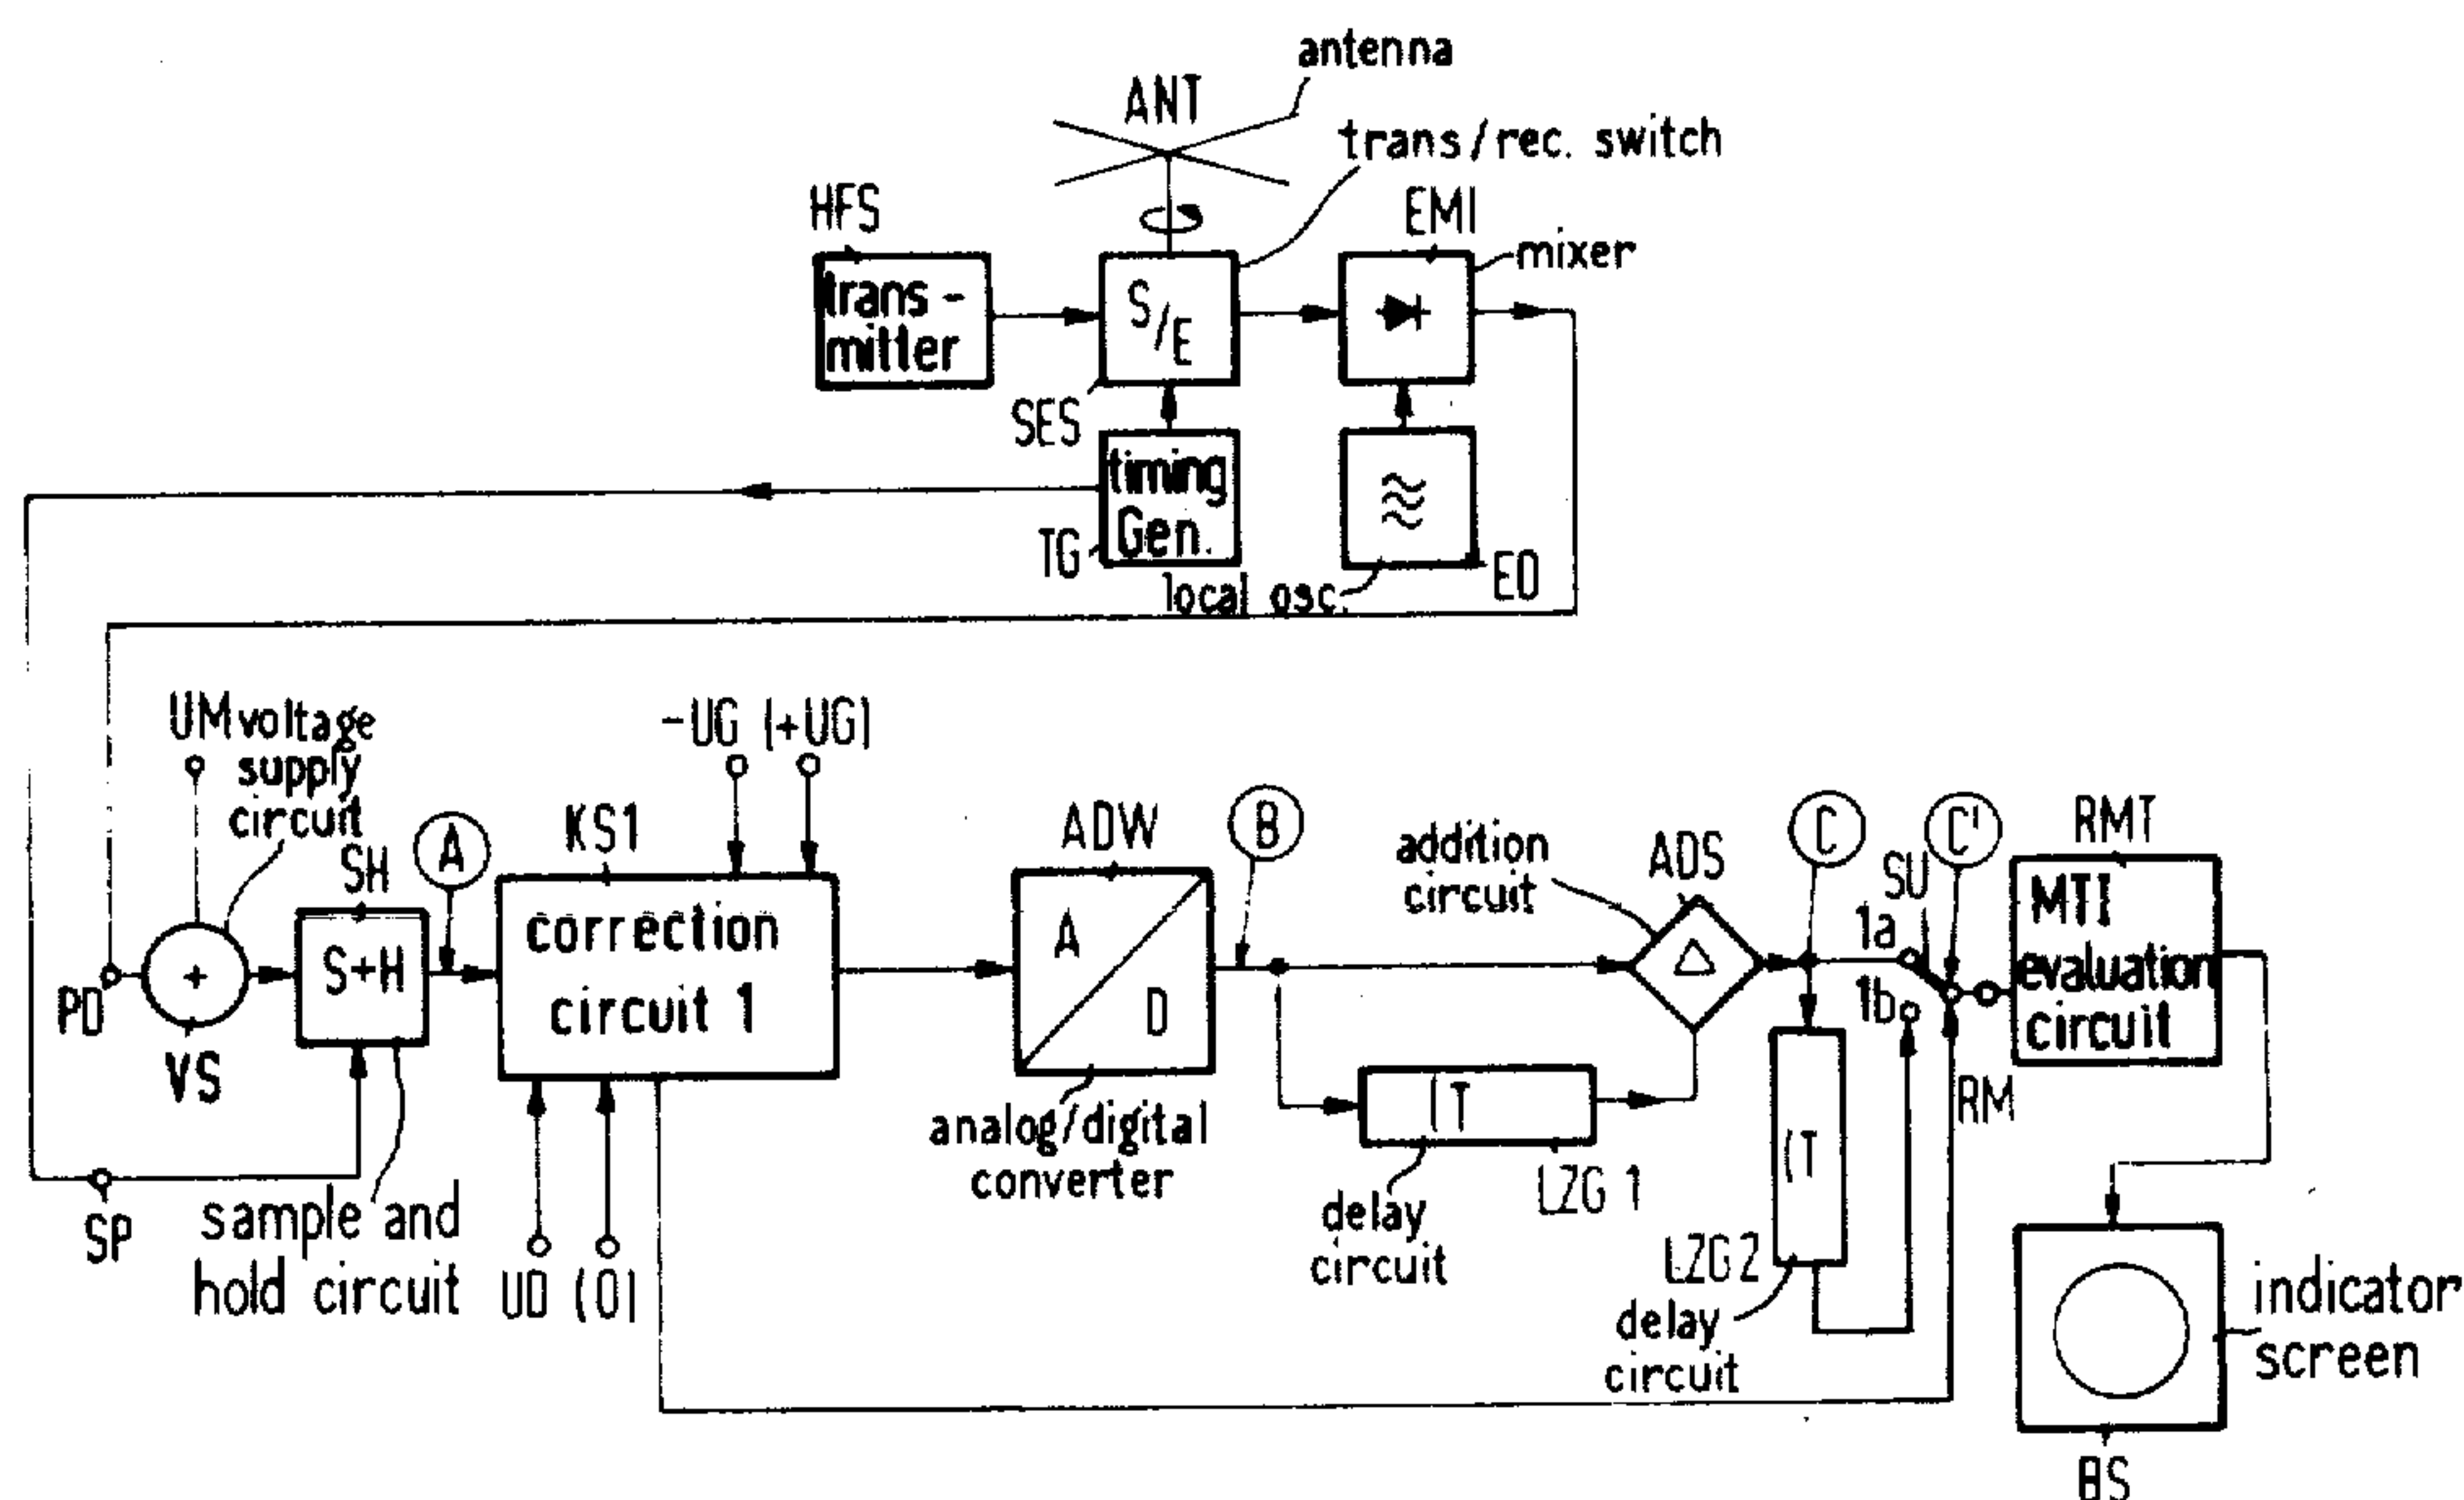 antenna
ANT
trans/rec. switch
HFS
EMI
mixer
trans-
mitter
S/E
SES
timing
Gen.
TG
local osc.
EO
UM voltage
supply
circuit
-UG (+UG)
SH
A
KS1
ADW
B
addition
circuit
ADS
C
SU
C'
RMT
+
S+H
correction
circuit 1
A
D
Δ
1a
1b
MTI
evaluation
circuit
PD
VS
RM
analog/digital
converter
T
T
SP
sample and
hold circuit
UD (0)
delay
circuit
LZG 1
LZG 2
delay
circuit
indicator
screen
BS